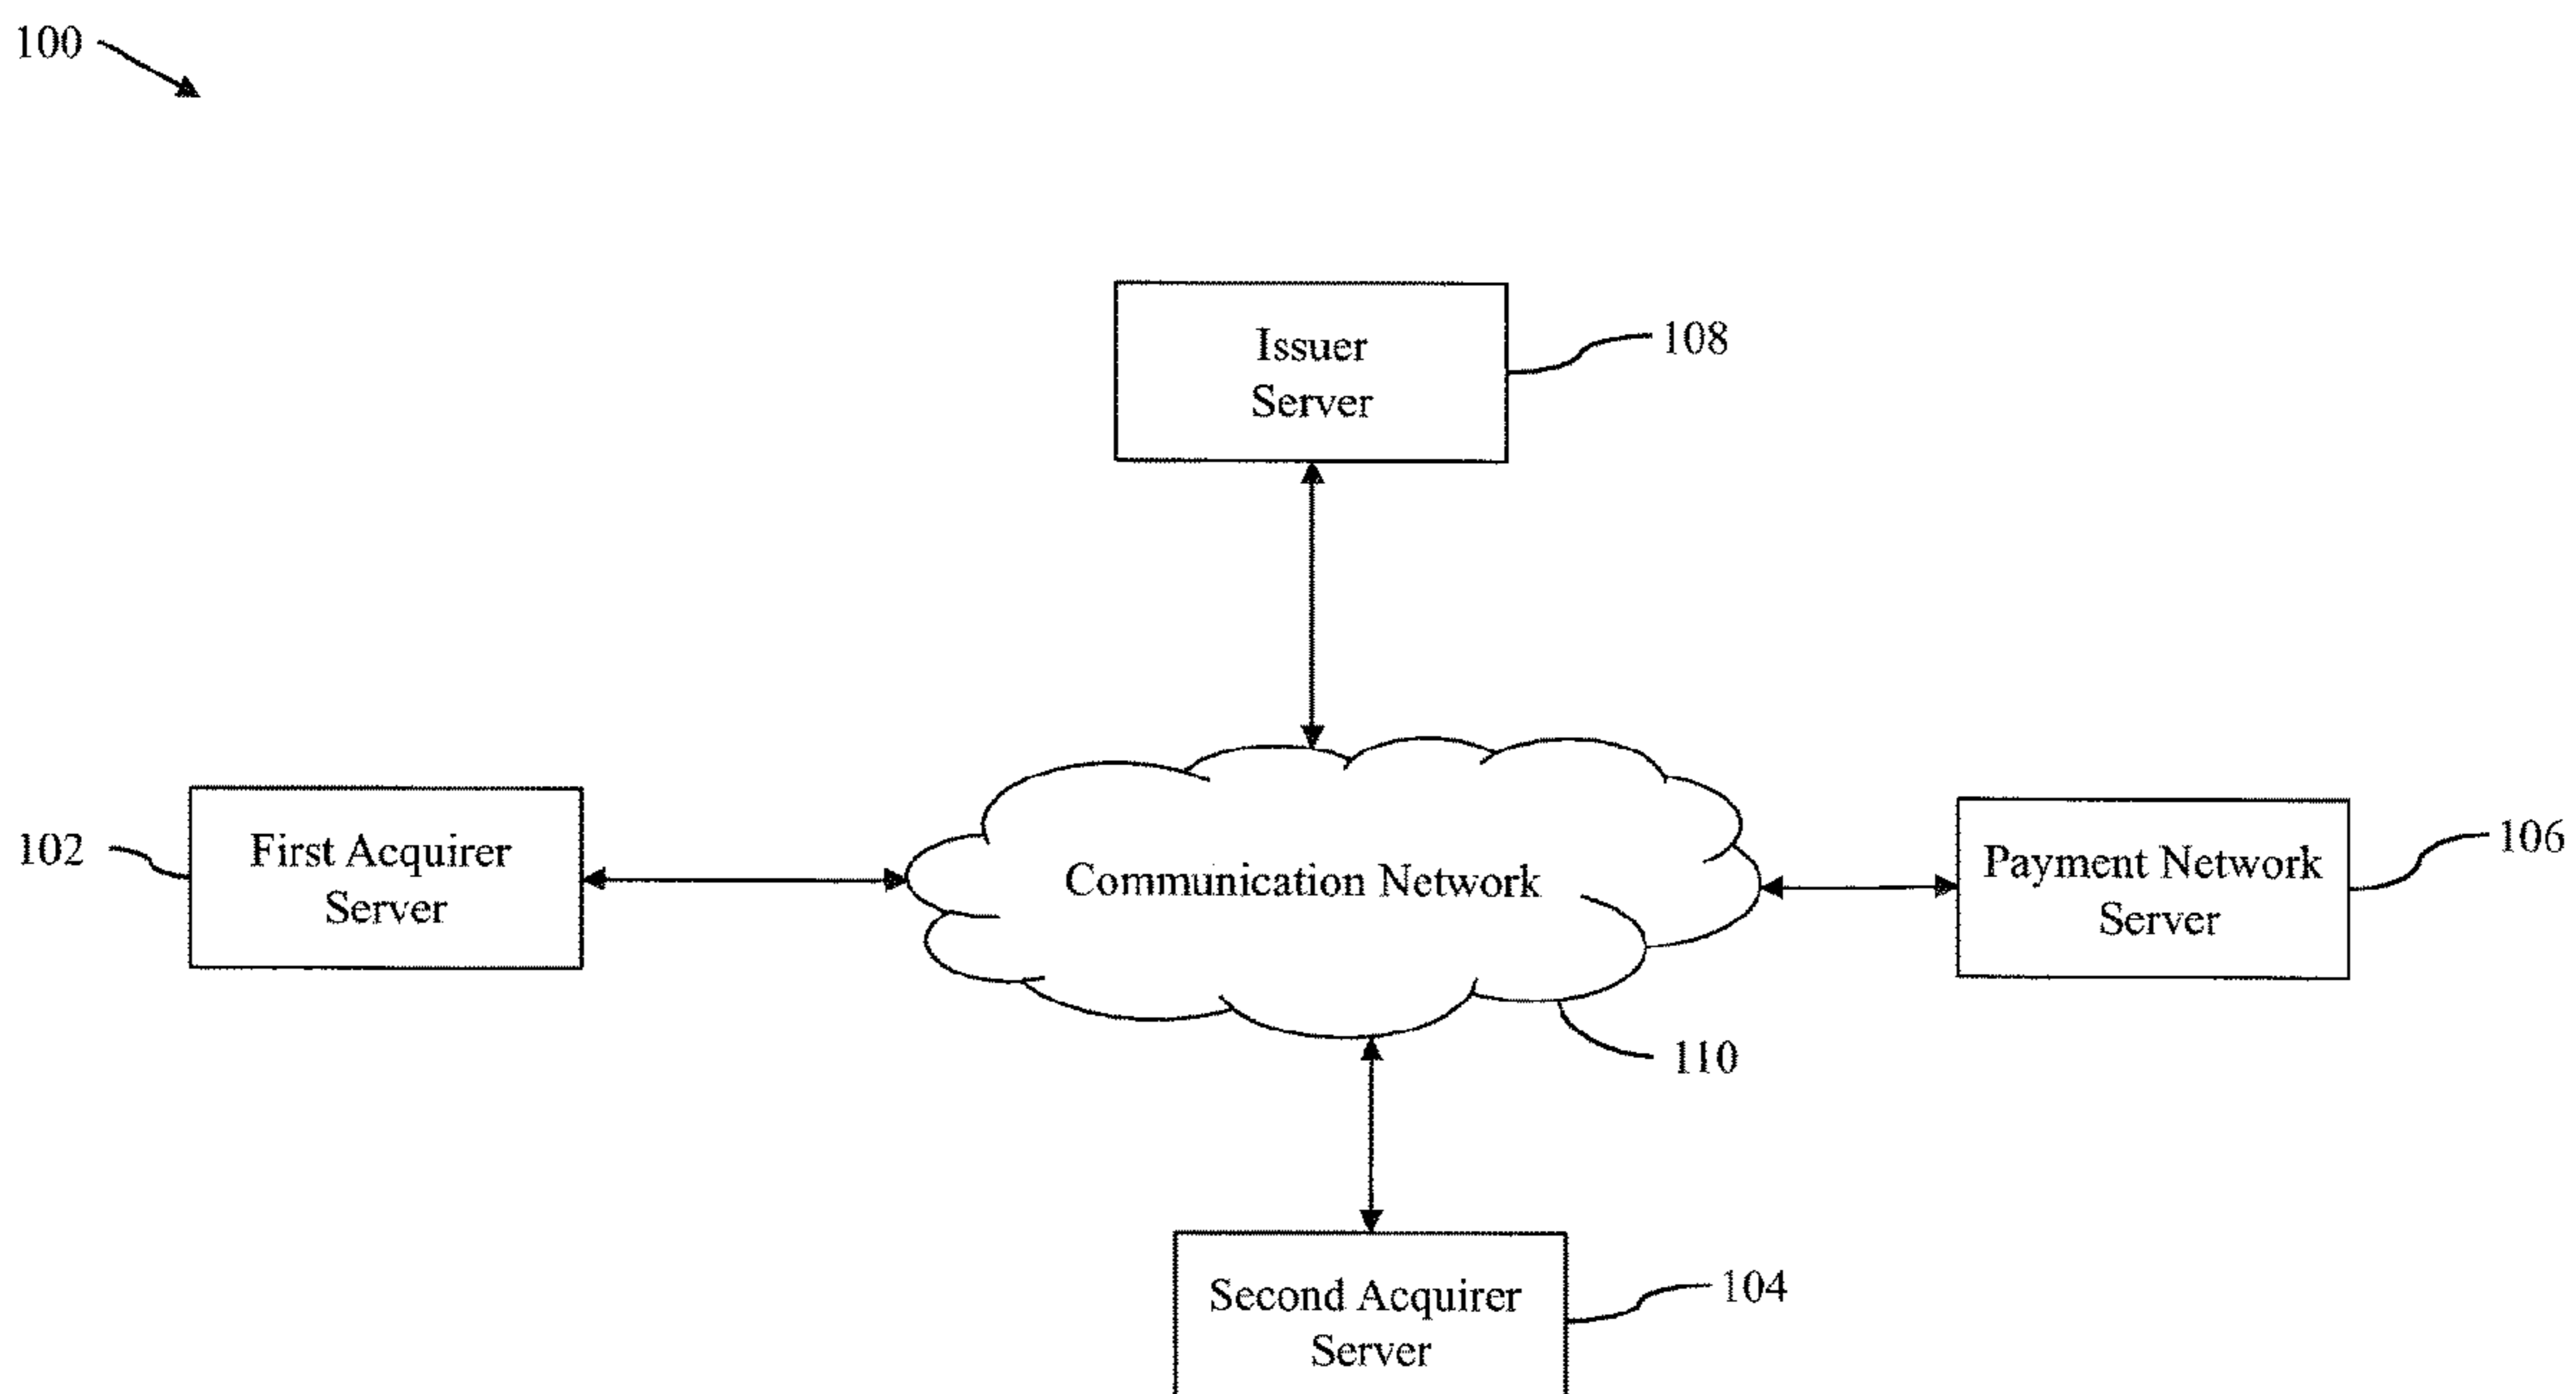 100
Issuer
Server
108
102
First Acquirer
Server
Communication Network
Payment Network
Server
106
110
Second Acquirer
Server
104